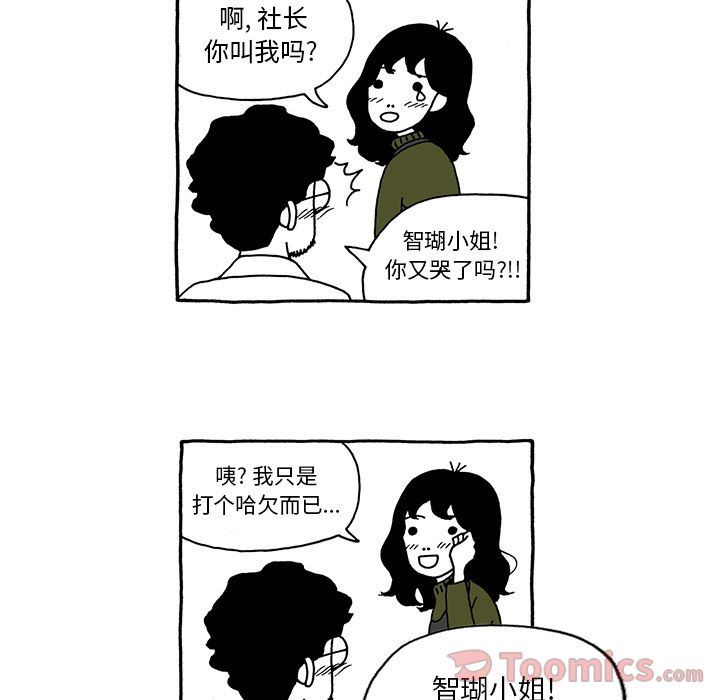 啊, 社长
你叫我吗?
智瑚小姐!
你又哭了吗?!!
咦? 我只是
打个哈欠而已...
智瑚小姐!
Toomics.com